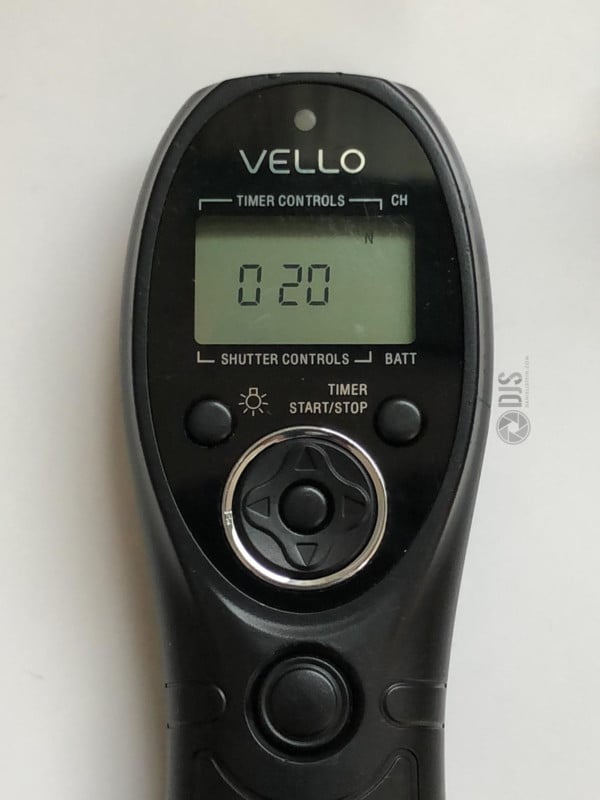 VELLO
TIMER CONTROLS CH
N
0 20
SHUTTER CONTROLS BATT
TIMER
START/STOP
DJS